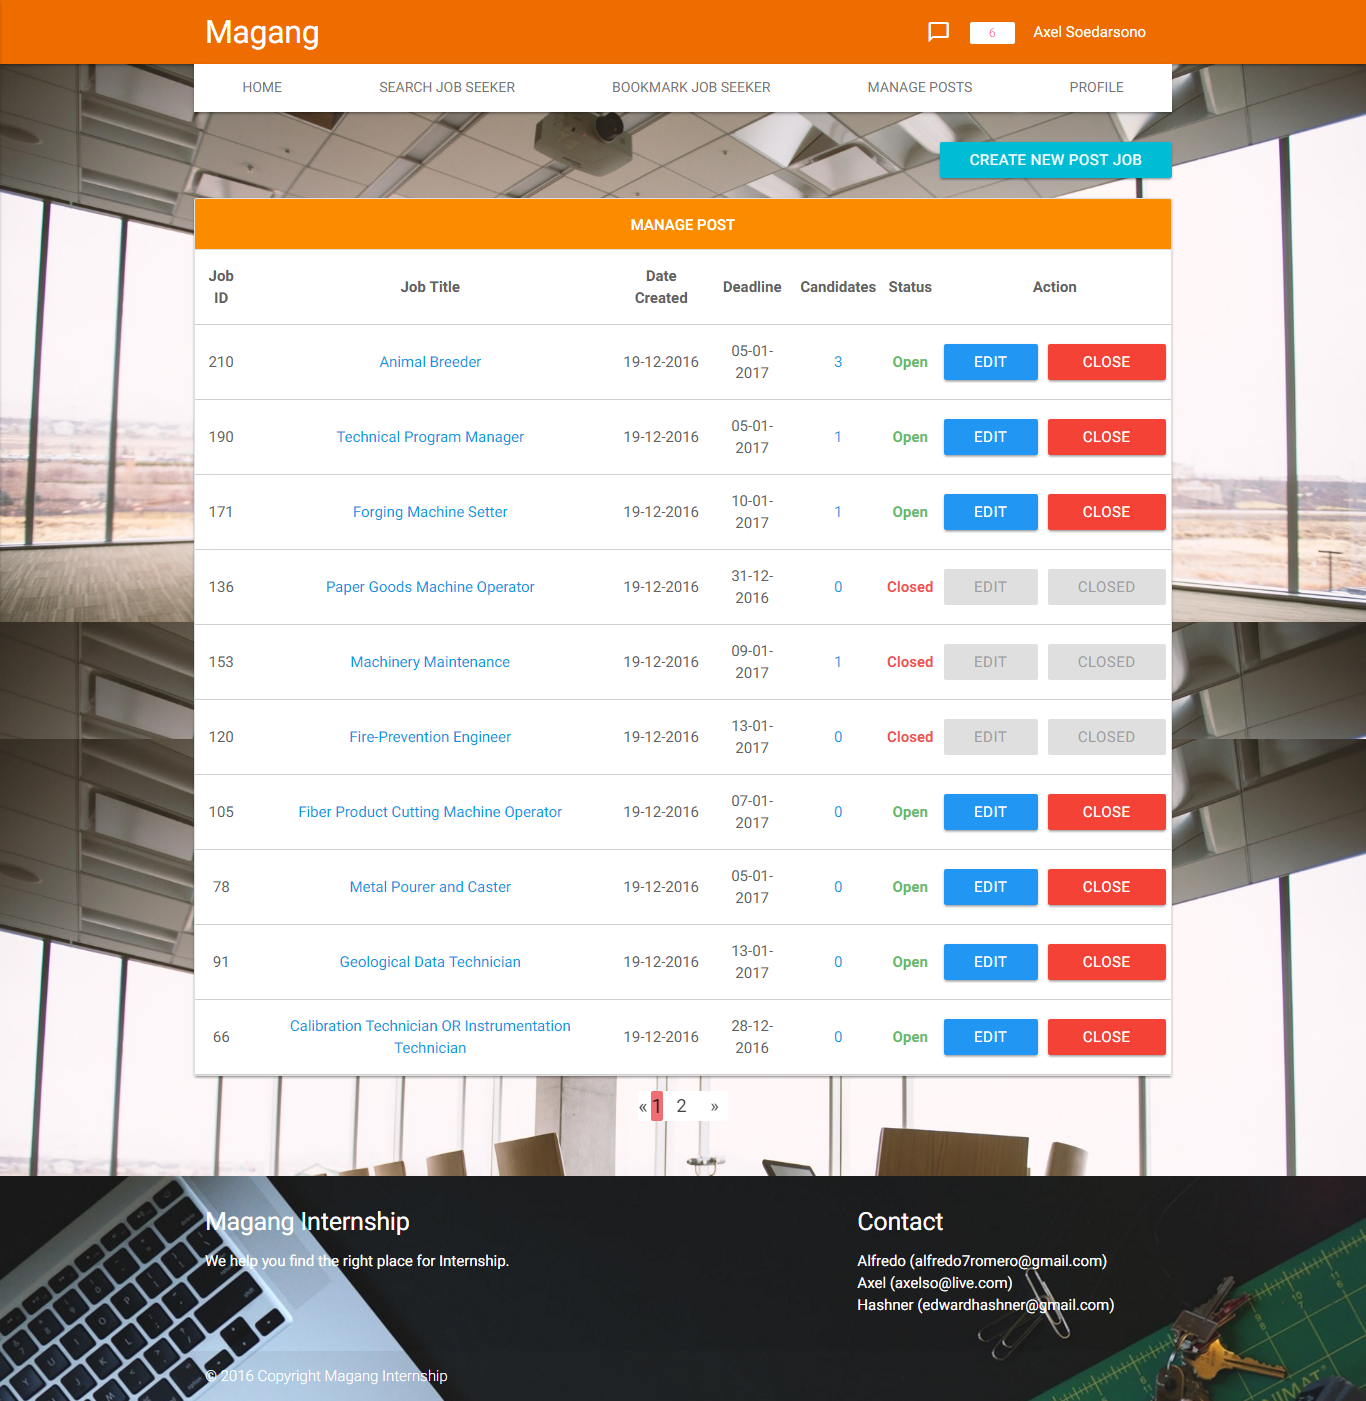 Magang
6
Axel Soedarsono
HOME
SEARCH JOB SEEKER
BOOKMARK JOB SEEKER
MANAGE POSTS
PROFILE
CREATE NEW POST JOB
MANAGE POST
Job ID
Job Title
Date Created
Deadline
Candidates
Status
Action
210 Animal Breeder 19-12-2016 05-01-2017 3 Open EDIT CLOSE
190 Technical Program Manager 19-12-2016 05-01-2017 1 Open EDIT CLOSE
171 Forging Machine Setter 19-12-2016 10-01-2017 1 Open EDIT CLOSE
136 Paper Goods Machine Operator 19-12-2016 31-12-2016 0 Closed EDIT CLOSED
153 Machinery Maintenance 19-12-2016 09-01-2017 1 Closed EDIT CLOSED
120 Fire-Prevention Engineer 19-12-2016 13-01-2017 0 Closed EDIT CLOSED
105 Fiber Product Cutting Machine Operator 19-12-2016 07-01-2017 0 Open EDIT CLOSE
78 Metal Pourer and Caster 19-12-2016 05-01-2017 0 Open EDIT CLOSE
91 Geological Data Technician 19-12-2016 13-01-2017 0 Open EDIT CLOSE
66 Calibration Technician OR Instrumentation Technician 19-12-2016 28-12-2016 0 Open EDIT CLOSE
« 1 2 »
Magang Internship
We help you find the right place for Internship.
Contact
Alfredo (alfredo7romero@gmail.com)
Axel (axelso@live.com)
Hashner (edwardhashner@gmail.com)
© 2016 Copyright Magang Internship